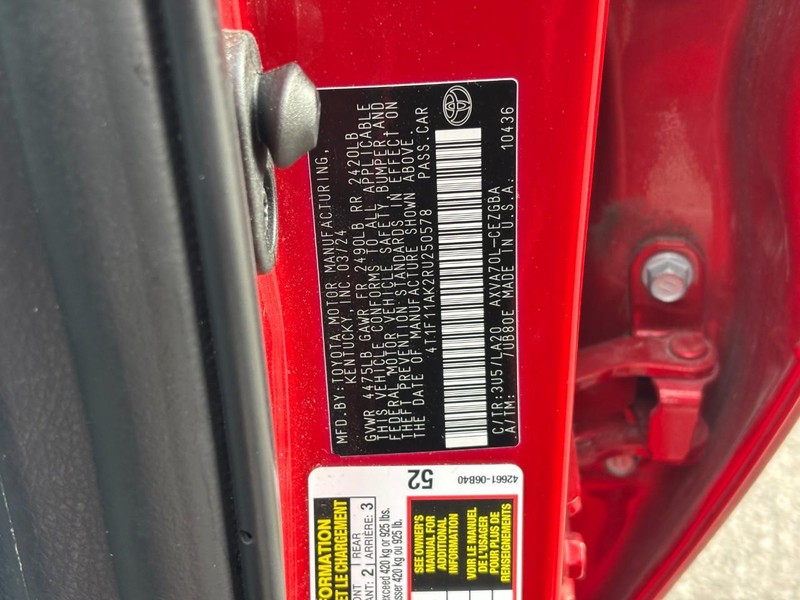 MFD.BY:TOYOTA MOTOR MANUFACTURING,
KENTUCKY, INC.03/24
GVWR 4475LB GAWR FR 2490LB RR 2420LB
THIS VEHICLE CONFORMS TO ALL APPLICABLE
FEDERAL MOTOR VEHICLE SAFETY, BUMPER,AND
THEFT PREVENTION STANDARDS IN EFFECT ON
THE DATE OF MANUFACTURE SHOWN ABOVE.
4T1F11AK2RU250578 PASS.CAR
C/TR:3U5/LA20 AXVA70L-CEZGBA
A/TM: /UB80E MADE IN U.S.A. 10436
52
42661-06B40
ET LE CHARGEMENT
2 REAR
ARRIÈRE: 3
exceed 420 kg or 925 lbs.
420 kg ou 925 lb.
SEE OWNER'S
MANUAL FOR
ADDITIONAL
INFORMATION
VOIR LE MANUEL
DE L'USAGER
POUR PLUS DE
RENSEIGNEMENTS